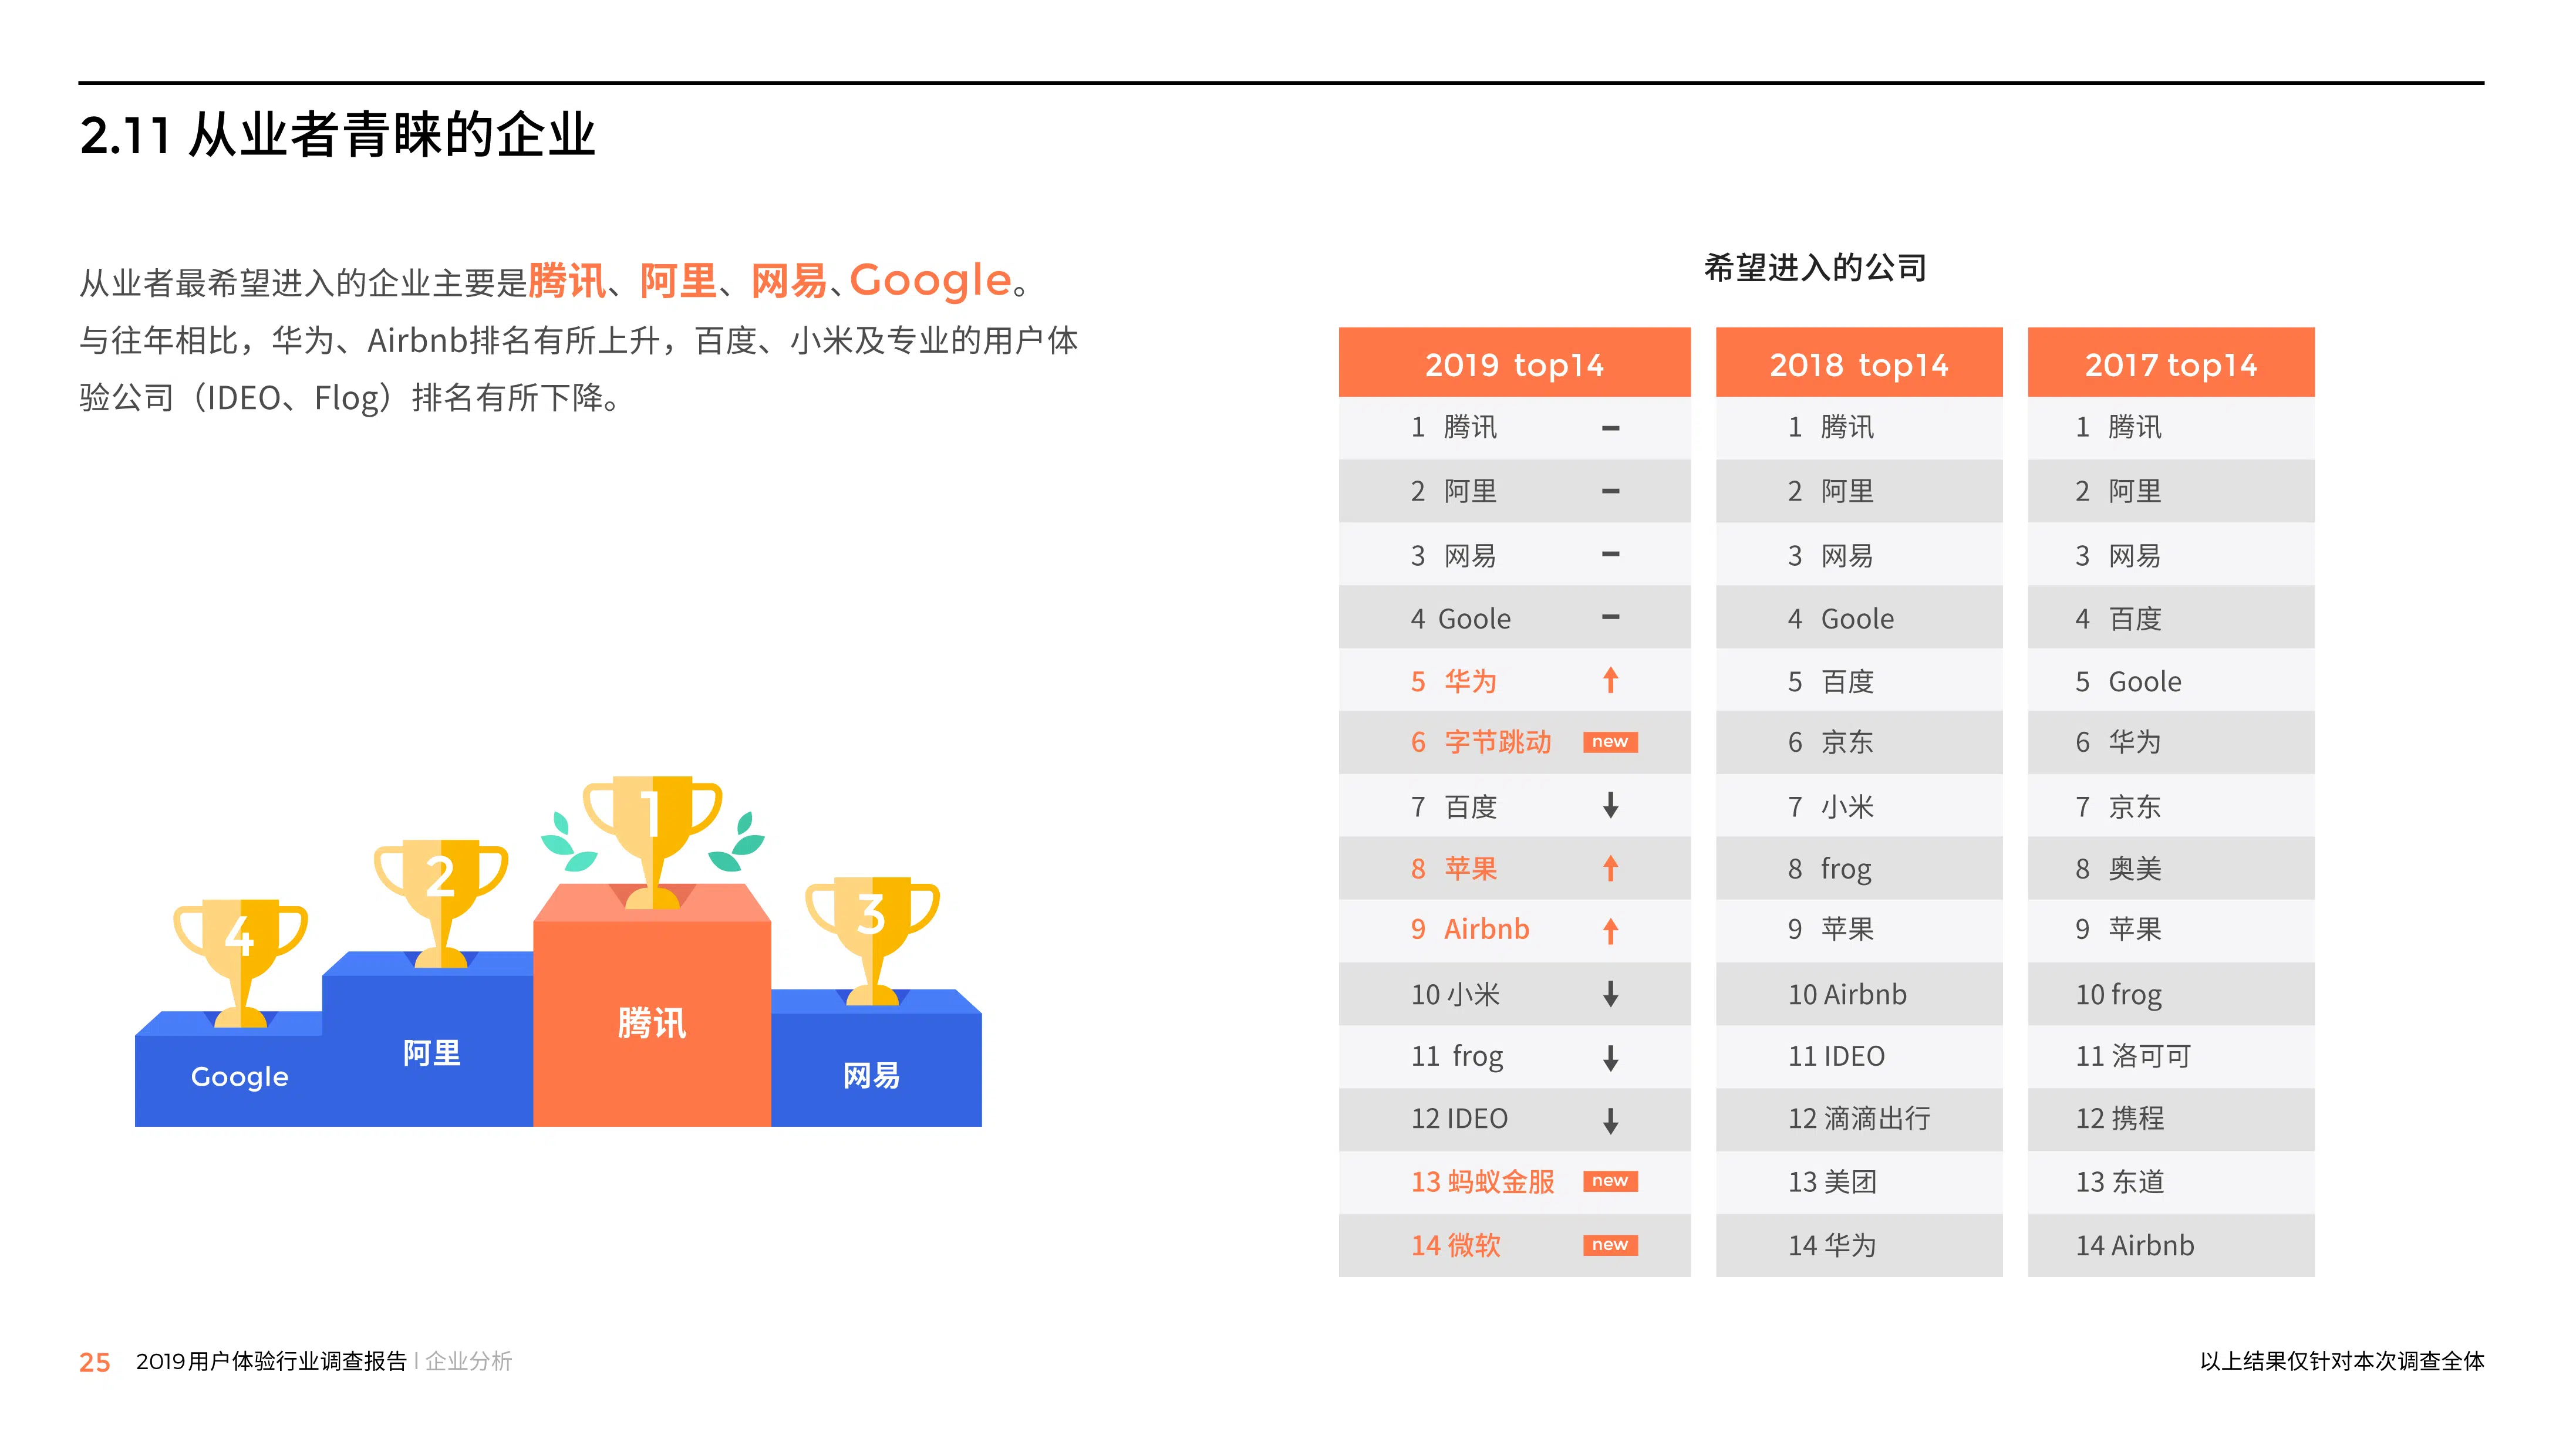 2.11 从业者青睐的企业
从业者最希望进入的企业主要是腾讯、阿里、网易、Google。
与往年相比，华为、Airbnb排名有所上升，百度、小米及专业的用户体
验公司（IDEO、Flog）排名有所下降。
1
2
3
4
腾讯
阿里
网易
Google
希望进入的公司
2019 top14
1 腾讯 –
2 阿里 –
3 网易 –
4 Goole –
5 华为 ↑
6 字节跳动 new
7 百度 ↓
8 苹果 ↑
9 Airbnb ↑
10 小米 ↓
11 frog ↓
12 IDEO ↓
13 蚂蚁金服 new
14 微软 new
2018 top14
1 腾讯
2 阿里
3 网易
4 Goole
5 百度
6 京东
7 小米
8 frog
9 苹果
10 Airbnb
11 IDEO
12 滴滴出行
13 美团
14 华为
2017 top14
1 腾讯
2 阿里
3 网易
4 百度
5 Goole
6 华为
7 京东
8 奥美
9 苹果
10 frog
11 洛可可
12 携程
13 东道
14 Airbnb
25 2019用户体验行业调查报告 | 企业分析
以上结果仅针对本次调查全体